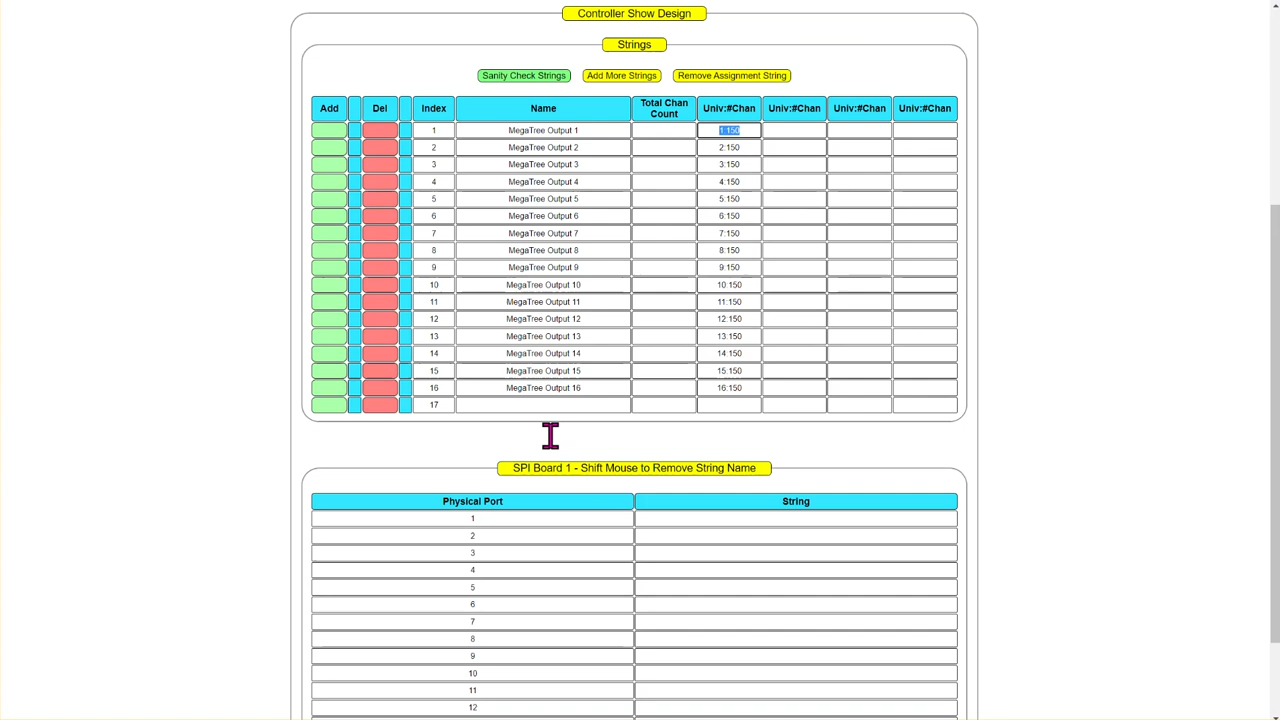 Controller Show Design
Strings
Sanity Check Strings Add More Strings Remove Assignment String
Add Del Index Name Total Chan Count Univ:#Chan Univ:#Chan Univ:#Chan Univ:#Chan
1 MegaTree Output 1 1:150
2 MegaTree Output 2 2:150
3 MegaTree Output 3 3:150
4 MegaTree Output 4 4:150
5 MegaTree Output 5 5:150
6 MegaTree Output 6 6:150
7 MegaTree Output 7 7:150
8 MegaTree Output 8 8:150
9 MegaTree Output 9 9:150
10 MegaTree Output 10 10:150
11 MegaTree Output 11 11:150
12 MegaTree Output 12 12:150
13 MegaTree Output 13 13:150
14 MegaTree Output 14 14:150
15 MegaTree Output 15 15:150
16 MegaTree Output 16 16:150
17
SPI Board 1 - Shift Mouse to Remove String Name
Physical Port String
1
2
3
4
5
6
7
8
9
10
11
12